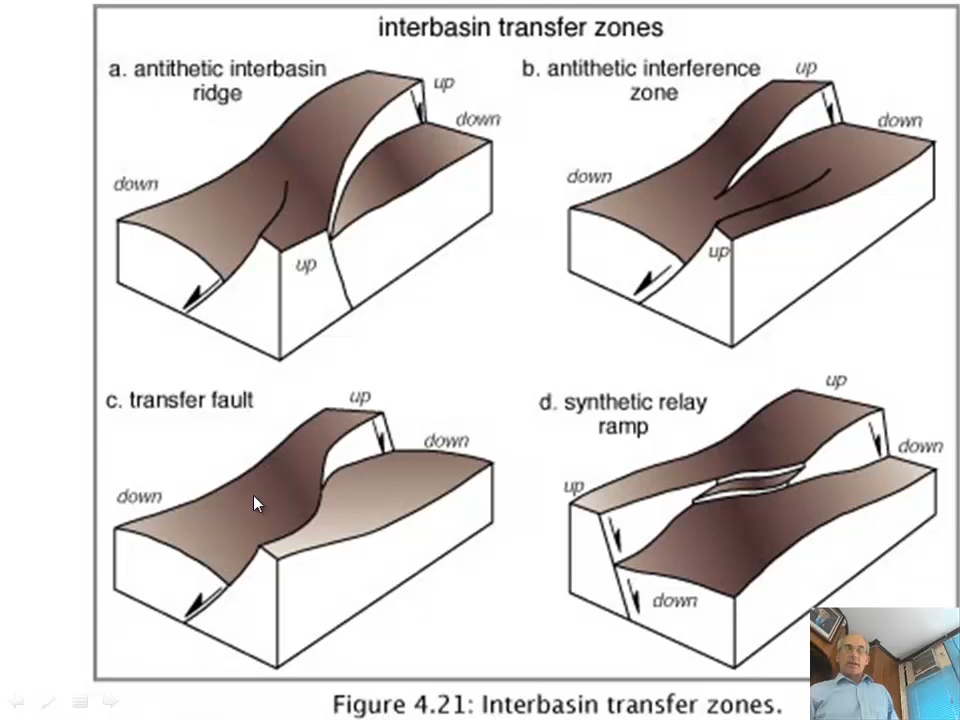 interbasin transfer zones
a. antithetic interbasin
ridge
up
down
down
up
b. antithetic interference
zone
up
down
down
up
c. transfer fault
up
down
down
d. synthetic relay
ramp
up
down
up
down
Figure 4.21: Interbasin transfer zones.